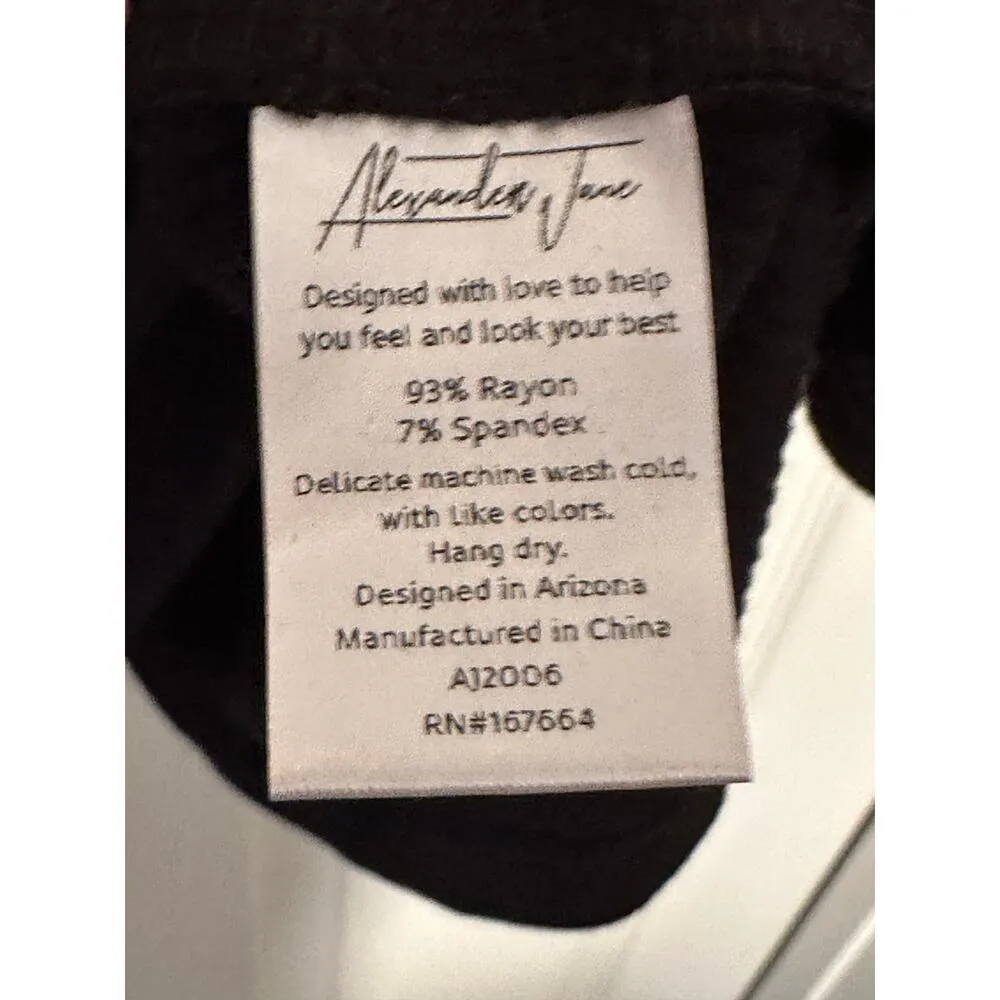 Alexander Jane
Designed with love to help
you feel and look your best
93% Rayon
7% Spandex
Delicate machine wash cold,
with like colors.
Hang dry.
Designed in Arizona
Manufactured in China
AJ2006
RN#167664